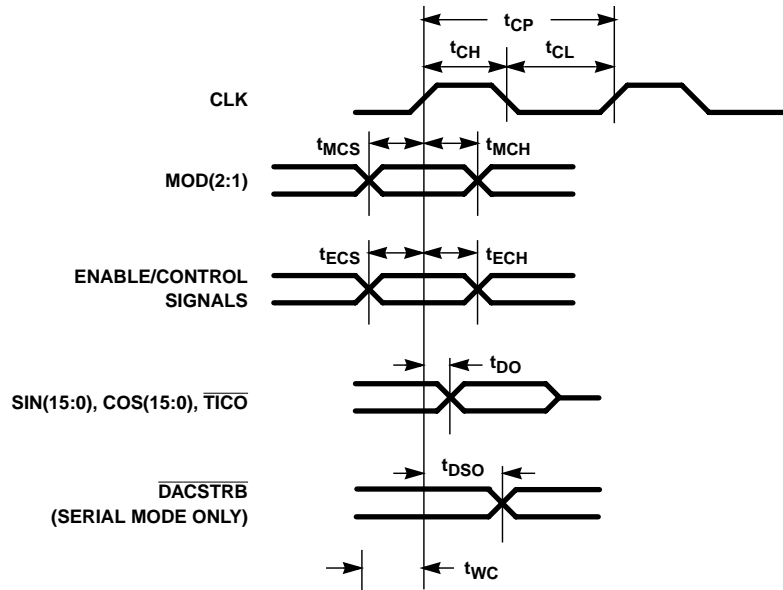 tCP
tCH tCL
CLK
tMCS tMCH
MOD(2:1)
tECS tECH
ENABLE/CONTROL
SIGNALS
tDO
SIN(15:0), COS(15:0), TICO
tDSO
DACSTRB
(SERIAL MODE ONLY)
tWC